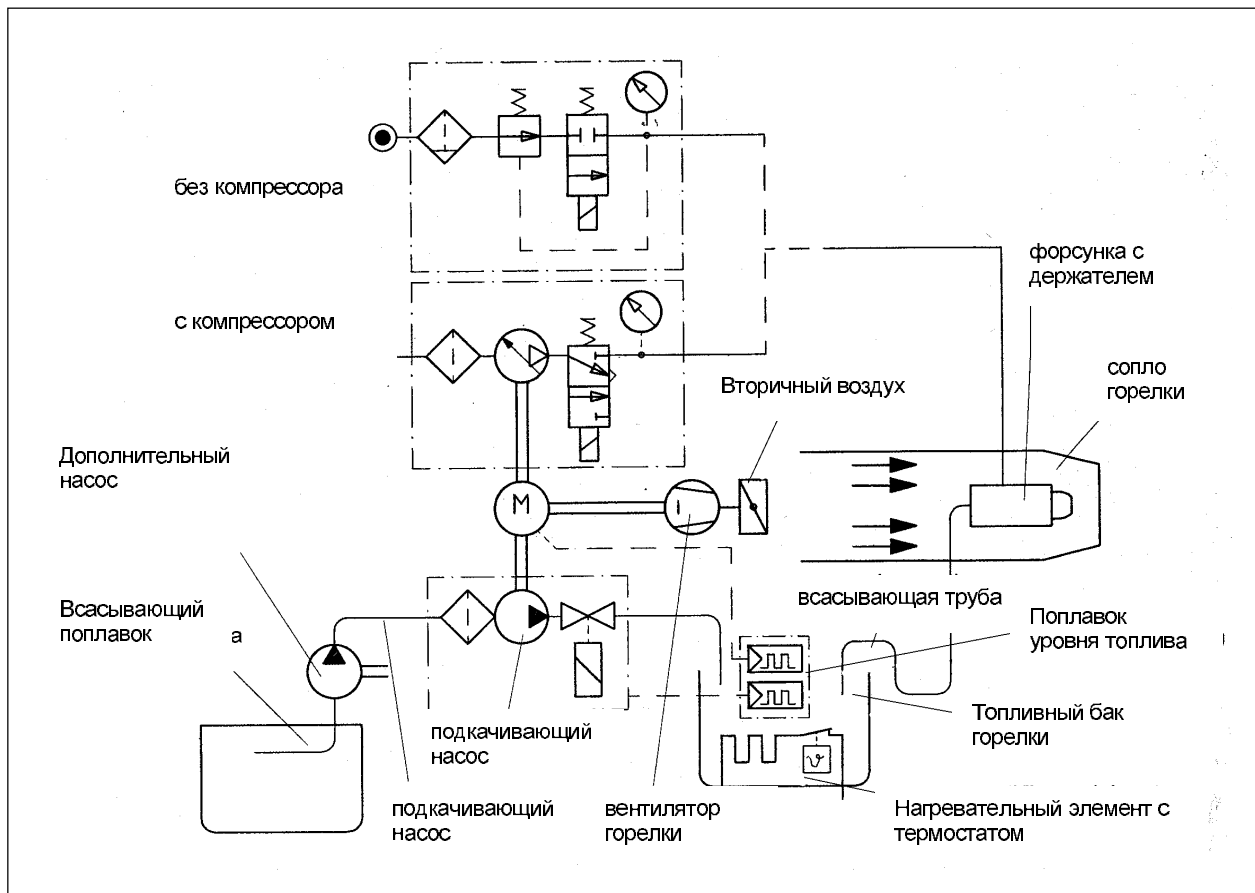 без компрессора
форсунка с
держателем
с компрессором
сопло
горелки
Вторичный воздух
Дополнительный
насос
M
всасывающая труба
Всасывающий
поплавок
а
Поплавок
уровня топлива
Топливный бак
горелки
подкачивающий
насос
ϑ
подкачивающий
насос
вентилятор
горелки
Нагревательный элемент с
термостатом